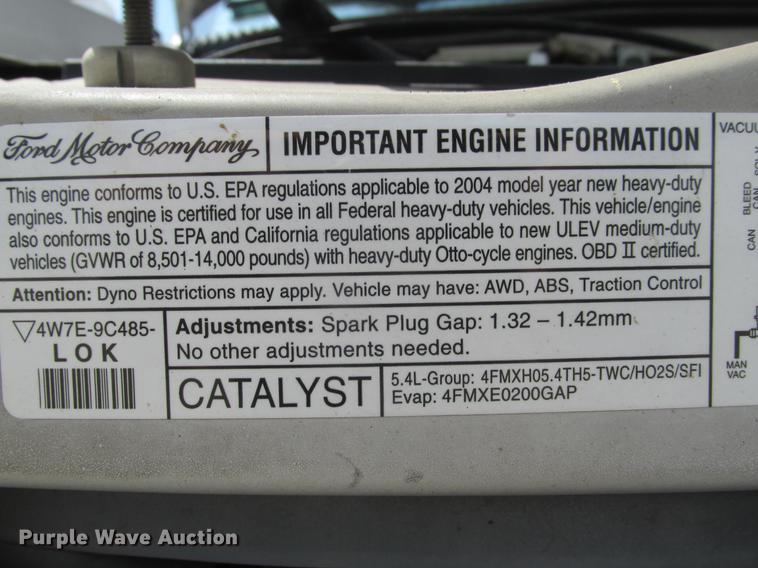 Ford Motor Company
IMPORTANT ENGINE INFORMATION
This engine conforms to U.S. EPA regulations applicable to 2004 model year new heavy-duty
engines. This engine is certified for use in all Federal heavy-duty vehicles. This vehicle/engine
also conforms to U.S. EPA and California regulations applicable to new ULEV medium-duty
vehicles (GVWR of 8,501-14,000 pounds) with heavy-duty Otto-cycle engines. OBD II certified.
Attention: Dyno Restrictions may apply. Vehicle may have: AWD, ABS, Traction Control
▽4W7E-9C485-
LOK
Adjustments: Spark Plug Gap: 1.32 – 1.42mm
No other adjustments needed.
CATALYST
5.4L-Group: 4FMXH05.4TH5-TWC/HO2S/SFI
Evap: 4FMXE0200GAP
CAN
BLEED
CAN
MAN
VAC
Purple Wave Auction